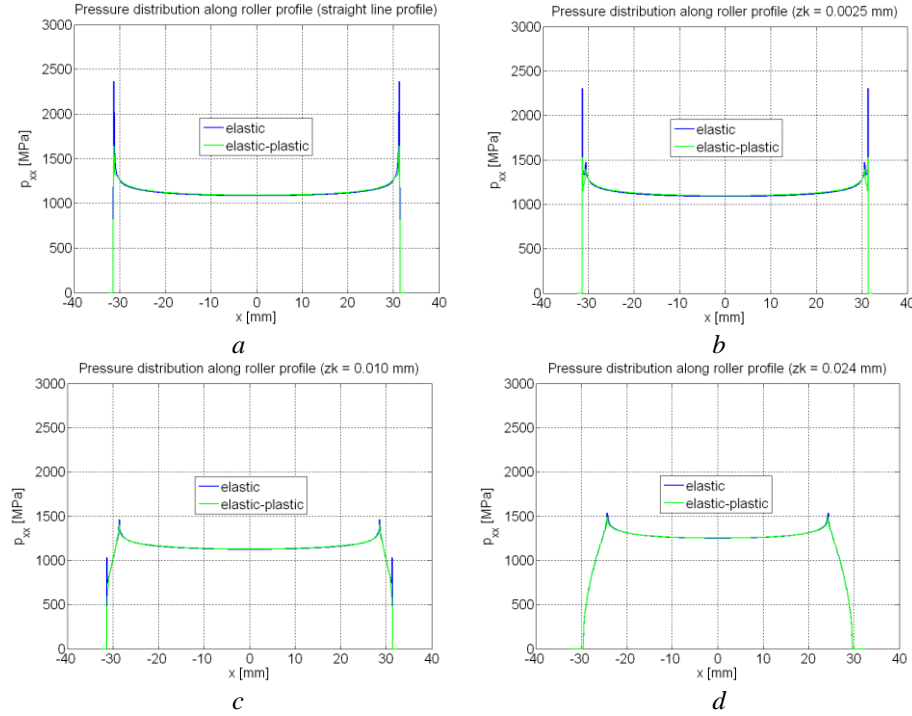 Pressure distribution along roller profile (straight line profile)
3000
2500
2000
1500
1000
500
0
p_xx [MPa]
elastic
elastic-plastic
-40 -30 -20 -10 0 10 20 30 40
x [mm]
a
Pressure distribution along roller profile (zk = 0.0025 mm)
3000
2500
2000
1500
1000
500
0
p_xx [MPa]
elastic
elastic-plastic
-40 -30 -20 -10 0 10 20 30 40
x [mm]
b
Pressure distribution along roller profile (zk = 0.010 mm)
3000
2500
2000
1500
1000
500
0
p_xx [MPa]
elastic
elastic-plastic
-40 -30 -20 -10 0 10 20 30 40
x [mm]
c
Pressure distribution along roller profile (zk = 0.024 mm)
3000
2500
2000
1500
1000
500
0
p_xx [MPa]
elastic
elastic-plastic
-40 -30 -20 -10 0 10 20 30 40
x [mm]
d